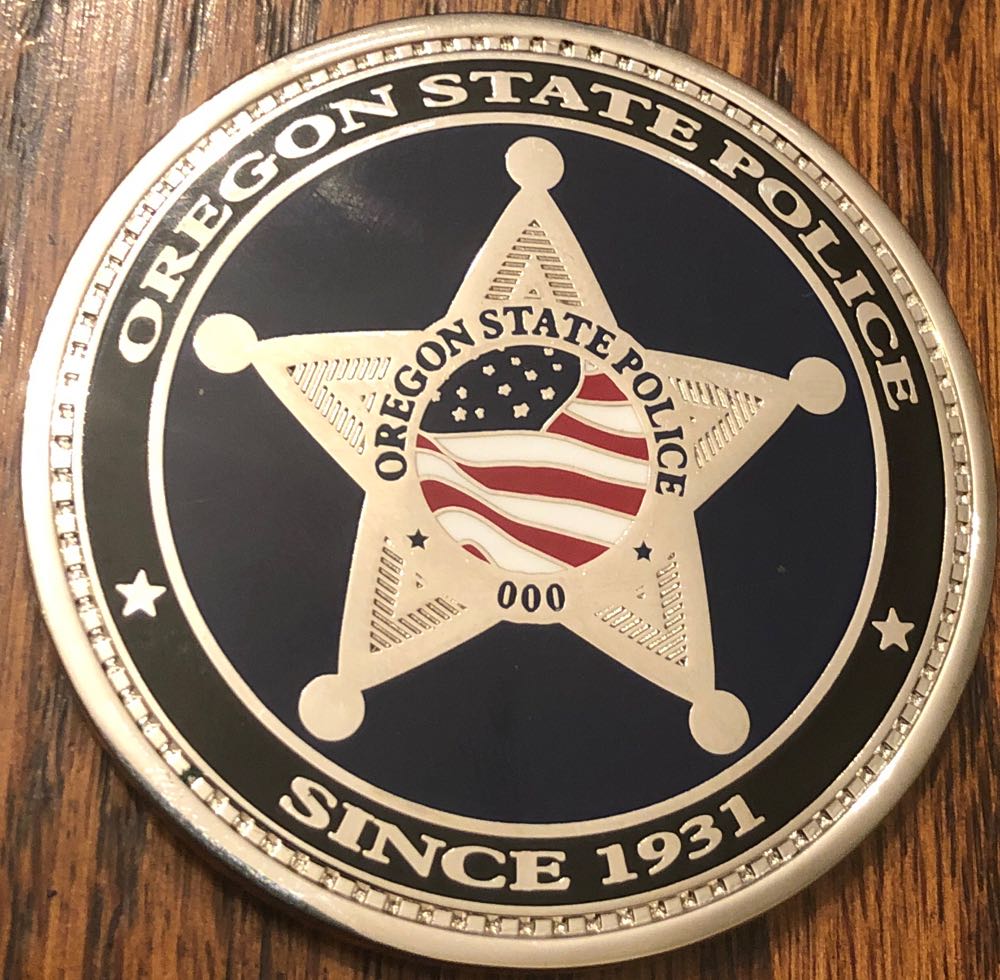 OREGON STATE POLICE
OREGON STATE POLICE
000
SINCE 1931